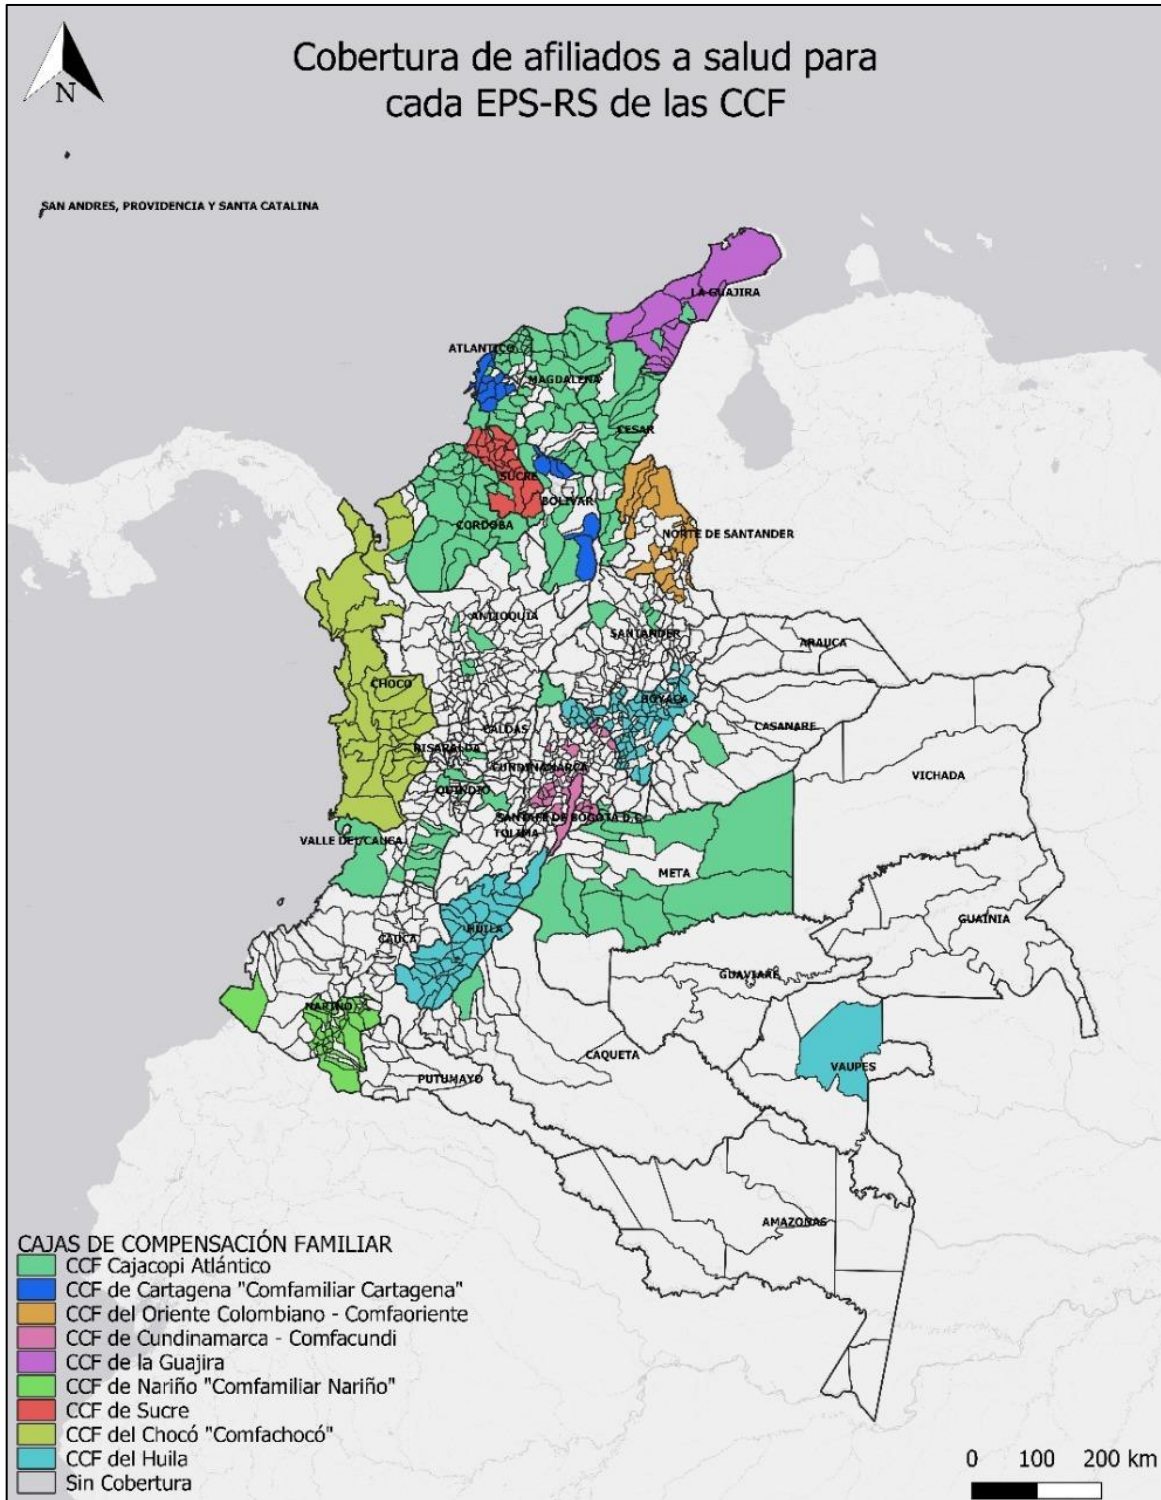 Cobertura de afiliados a salud para
cada EPS-RS de las CCF
N
SAN ANDRES, PROVIDENCIA Y SANTA CATALINA
LA GUAJIRA
ATLANTICO
MAGDALENA
CESAR
SUCRE
BOLIVAR
CORDOBA
NORTE DE SANTANDER
ANTIOQUIA
SANTANDER
ARAUCA
CHOCO
BOYACA
CALDAS
CASANARE
RISARALDA
CUNDINAMARCA
VICHADA
QUINDIO
SANTAFE DE BOGOTA D.C.
TOLIMA
VALLE DEL CAUCA
META
GUAINIA
HUILA
CAUCA
GUAVIARE
NARIÑO
CAQUETA
VAUPES
PUTUMAYO
AMAZONAS
CAJAS DE COMPENSACIÓN FAMILIAR
CCF Cajacopi Atlántico
CCF de Cartagena "Comfamiliar Cartagena"
CCF del Oriente Colombiano - Comfaoriente
CCF de Cundinamarca - Comfacundi
CCF de la Guajira
CCF de Nariño "Comfamiliar Nariño"
CCF de Sucre
CCF del Chocó "Comfachocó"
CCF del Huila
Sin Cobertura
0 100 200 km